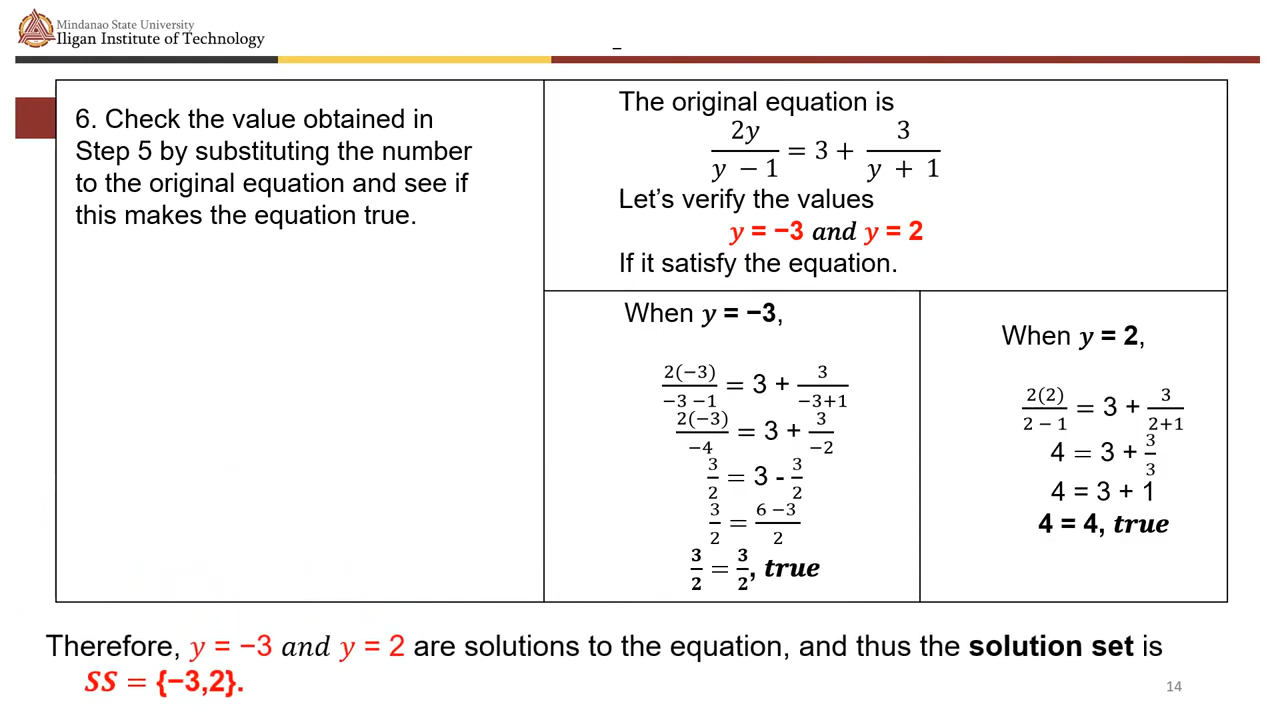 Mindanao State University
Iligan Institute of Technology
6. Check the value obtained in
Step 5 by substituting the number
to the original equation and see if
this makes the equation true.
The original equation is
2y/(y − 1) = 3 + 3/(y + 1)
Let’s verify the values
y = −3 and y = 2
If it satisfy the equation.
When y = −3,
2(−3)/(−3 −1) = 3 + 3/(−3+1)
2(−3)/−4 = 3 + 3/−2
3/2 = 3 - 3/2
3/2 = (6 −3)/2
3/2 = 3/2, true
When y = 2,
2(2)/(2 − 1) = 3 + 3/(2+1)
4 = 3 + 3/3
4 = 3 + 1
4 = 4, true
Therefore, y = −3 and y = 2 are solutions to the equation, and thus the solution set is
SS = {−3,2}.
14